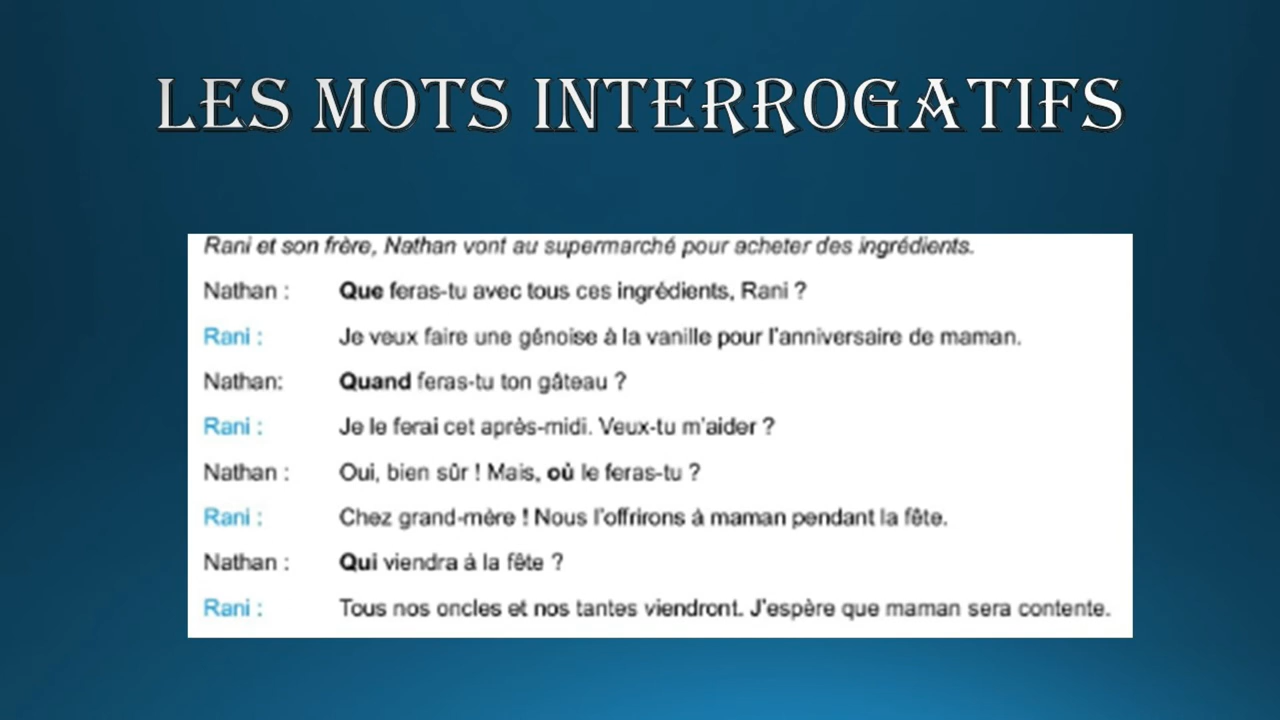 LES MOTS INTERROGATIFS
Rani et son frère, Nathan vont au supermarché pour acheter des ingrédients.
Nathan : Que feras-tu avec tous ces ingrédients, Rani ?
Rani : Je veux faire une génoise à la vanille pour l'anniversaire de maman.
Nathan: Quand feras-tu ton gâteau ?
Rani : Je le ferai cet après-midi. Veux-tu m'aider ?
Nathan : Oui, bien sûr ! Mais, où le feras-tu ?
Rani : Chez grand-mère ! Nous l'offrirons à maman pendant la fête.
Nathan : Qui viendra à la fête ?
Rani : Tous nos oncles et nos tantes viendront. J'espère que maman sera contente.